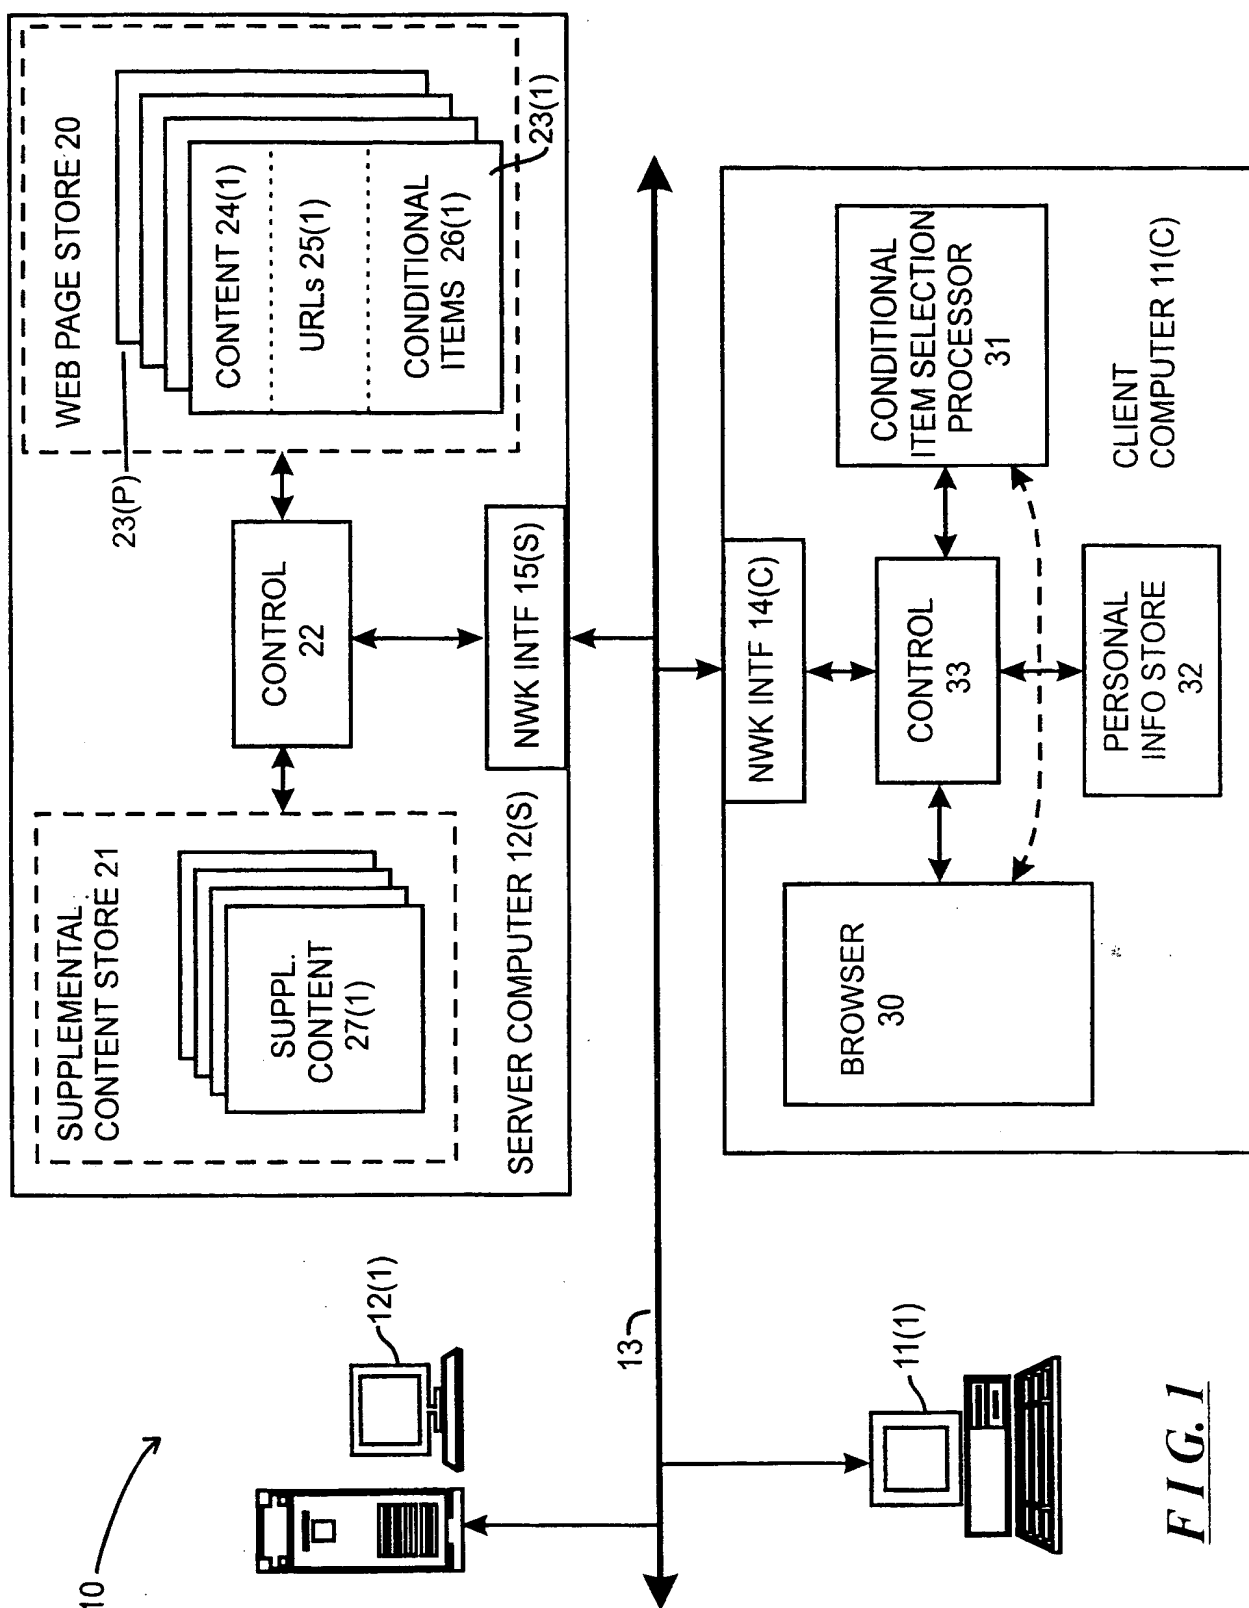 10
12(1)
SUPPLEMENTAL
CONTENT STORE 21
SUPPL.
CONTENT
27(1)
SERVER COMPUTER 12(S)
CONTROL
22
NWK INTF 15(S)
WEB PAGE STORE 20
23(P)
CONTENT 24(1)
URLs 25(1)
CONDITIONAL
ITEMS 26(1)
23(1)
13
11(1)
BROWSER
30
NWK INTF 14(C)
CONTROL
33
PERSONAL
INFO STORE
32
CONDITIONAL
ITEM SELECTION
PROCESSOR
31
CLIENT
COMPUTER 11(C)
FIG. 1